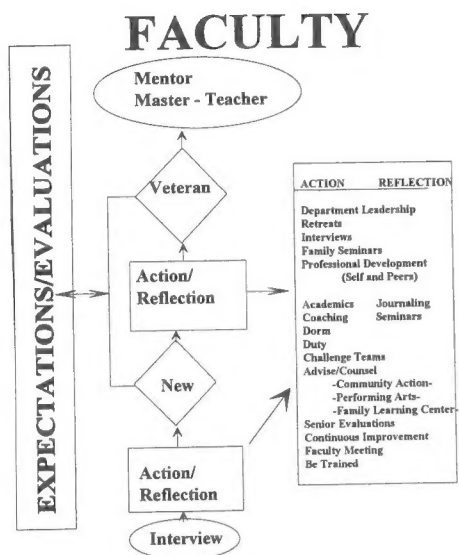 FACULTY
EXPECTATIONS/EVALUATIONS
Mentor
Master - Teacher
Veteran
Action/
Reflection
New
Action/
Reflection
Interview
ACTION REFLECTION
Department Leadership
Retreats
Interviews
Family Seminars
Professional Development
(Self and Peers)
Academics Journaling
Coaching Seminars
Dorm
Duty
Challenge Teams
Advise/Counsel
-Community Action-
-Performing Arts-
-Family Learning Center-
Senior Evaluations
Continuous Improvement
Faculty Meeting
Be Trained